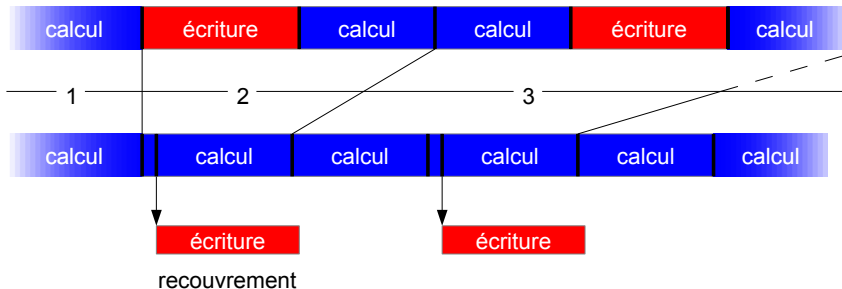 calcul écriture calcul calcul écriture calcul
1 2 3
calcul calcul calcul calcul calcul calcul
écriture écriture
recouvrement